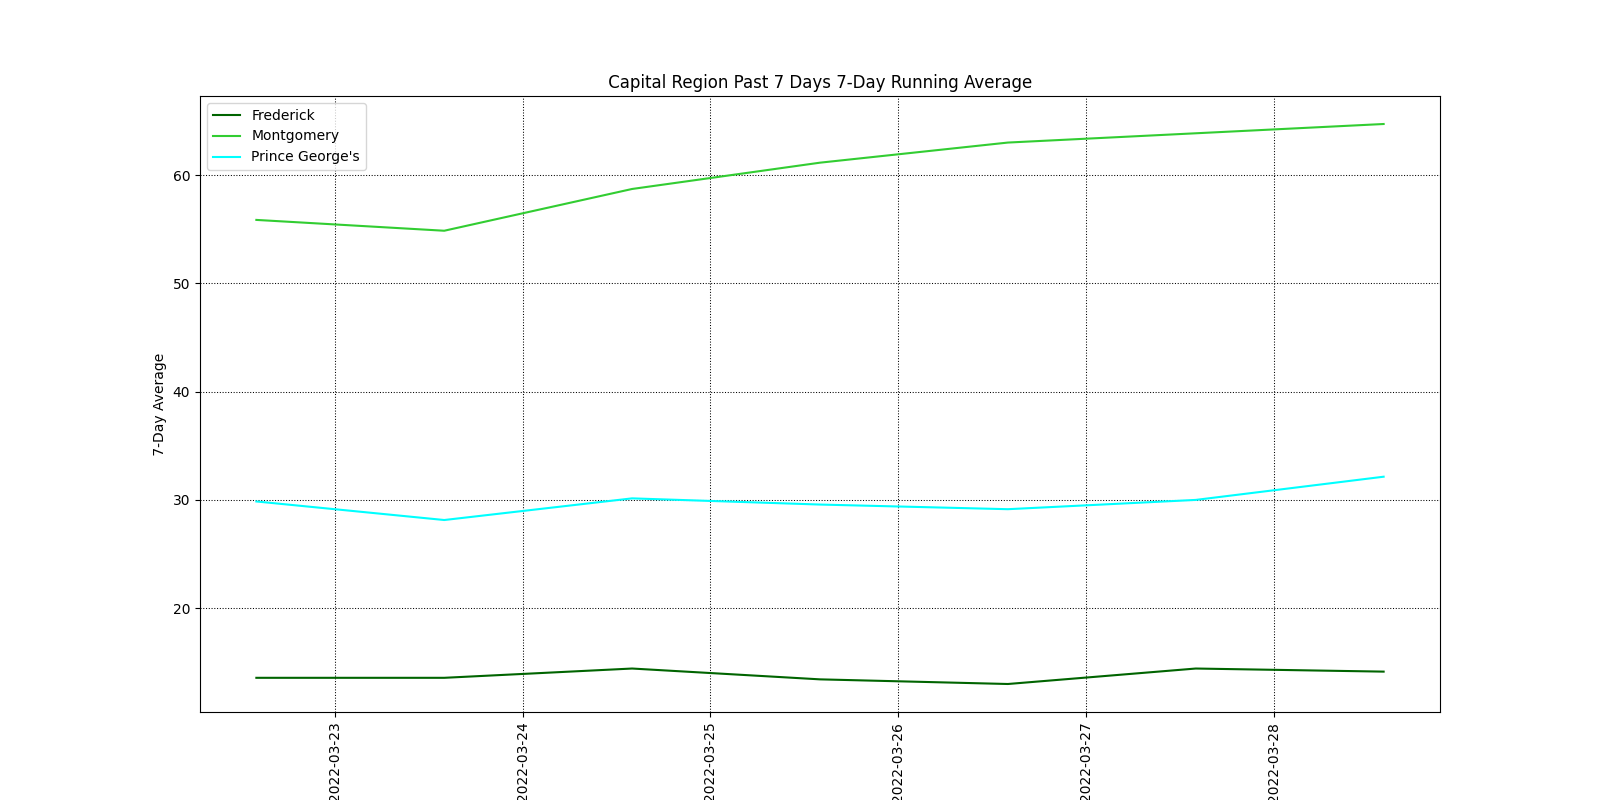 Capital Region Past 7 Days 7-Day Running Average
Frederick
Montgomery
Prince George's
60
50
40
30
20
7-Day Average
2022-03-23
2022-03-24
2022-03-25
2022-03-26
2022-03-27
2022-03-28